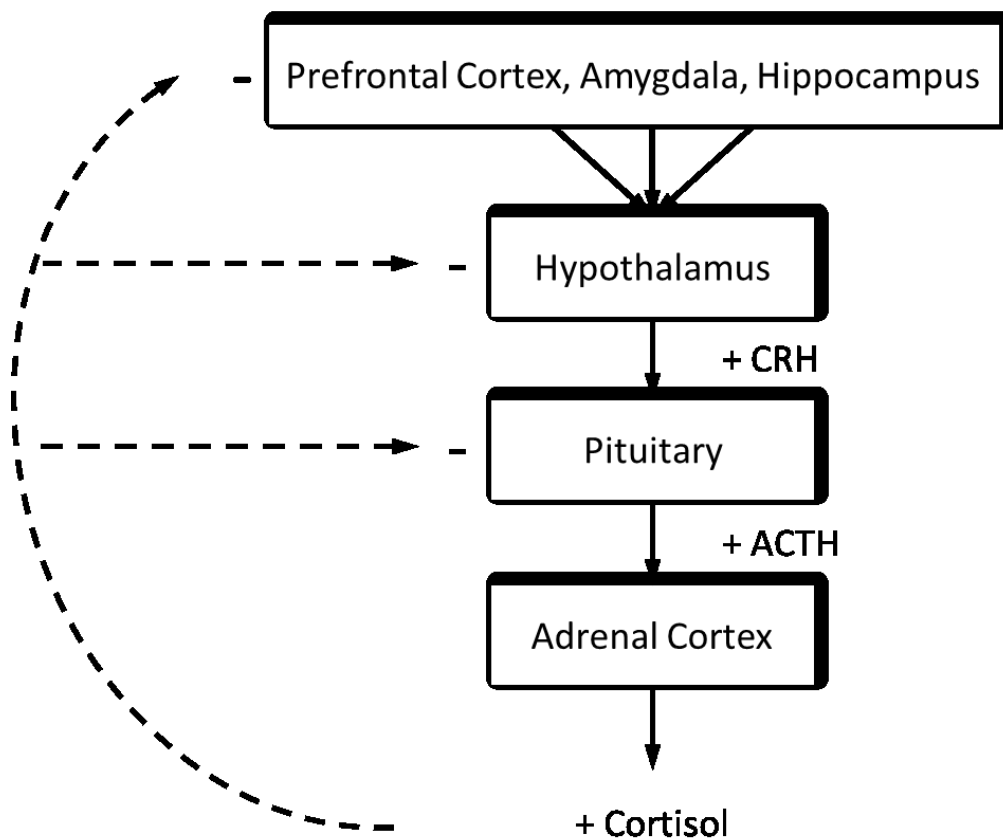 - Prefrontal Cortex, Amygdala, Hippocampus
- Hypothalamus
+ CRH
- Pituitary
+ ACTH
Adrenal Cortex
+ Cortisol